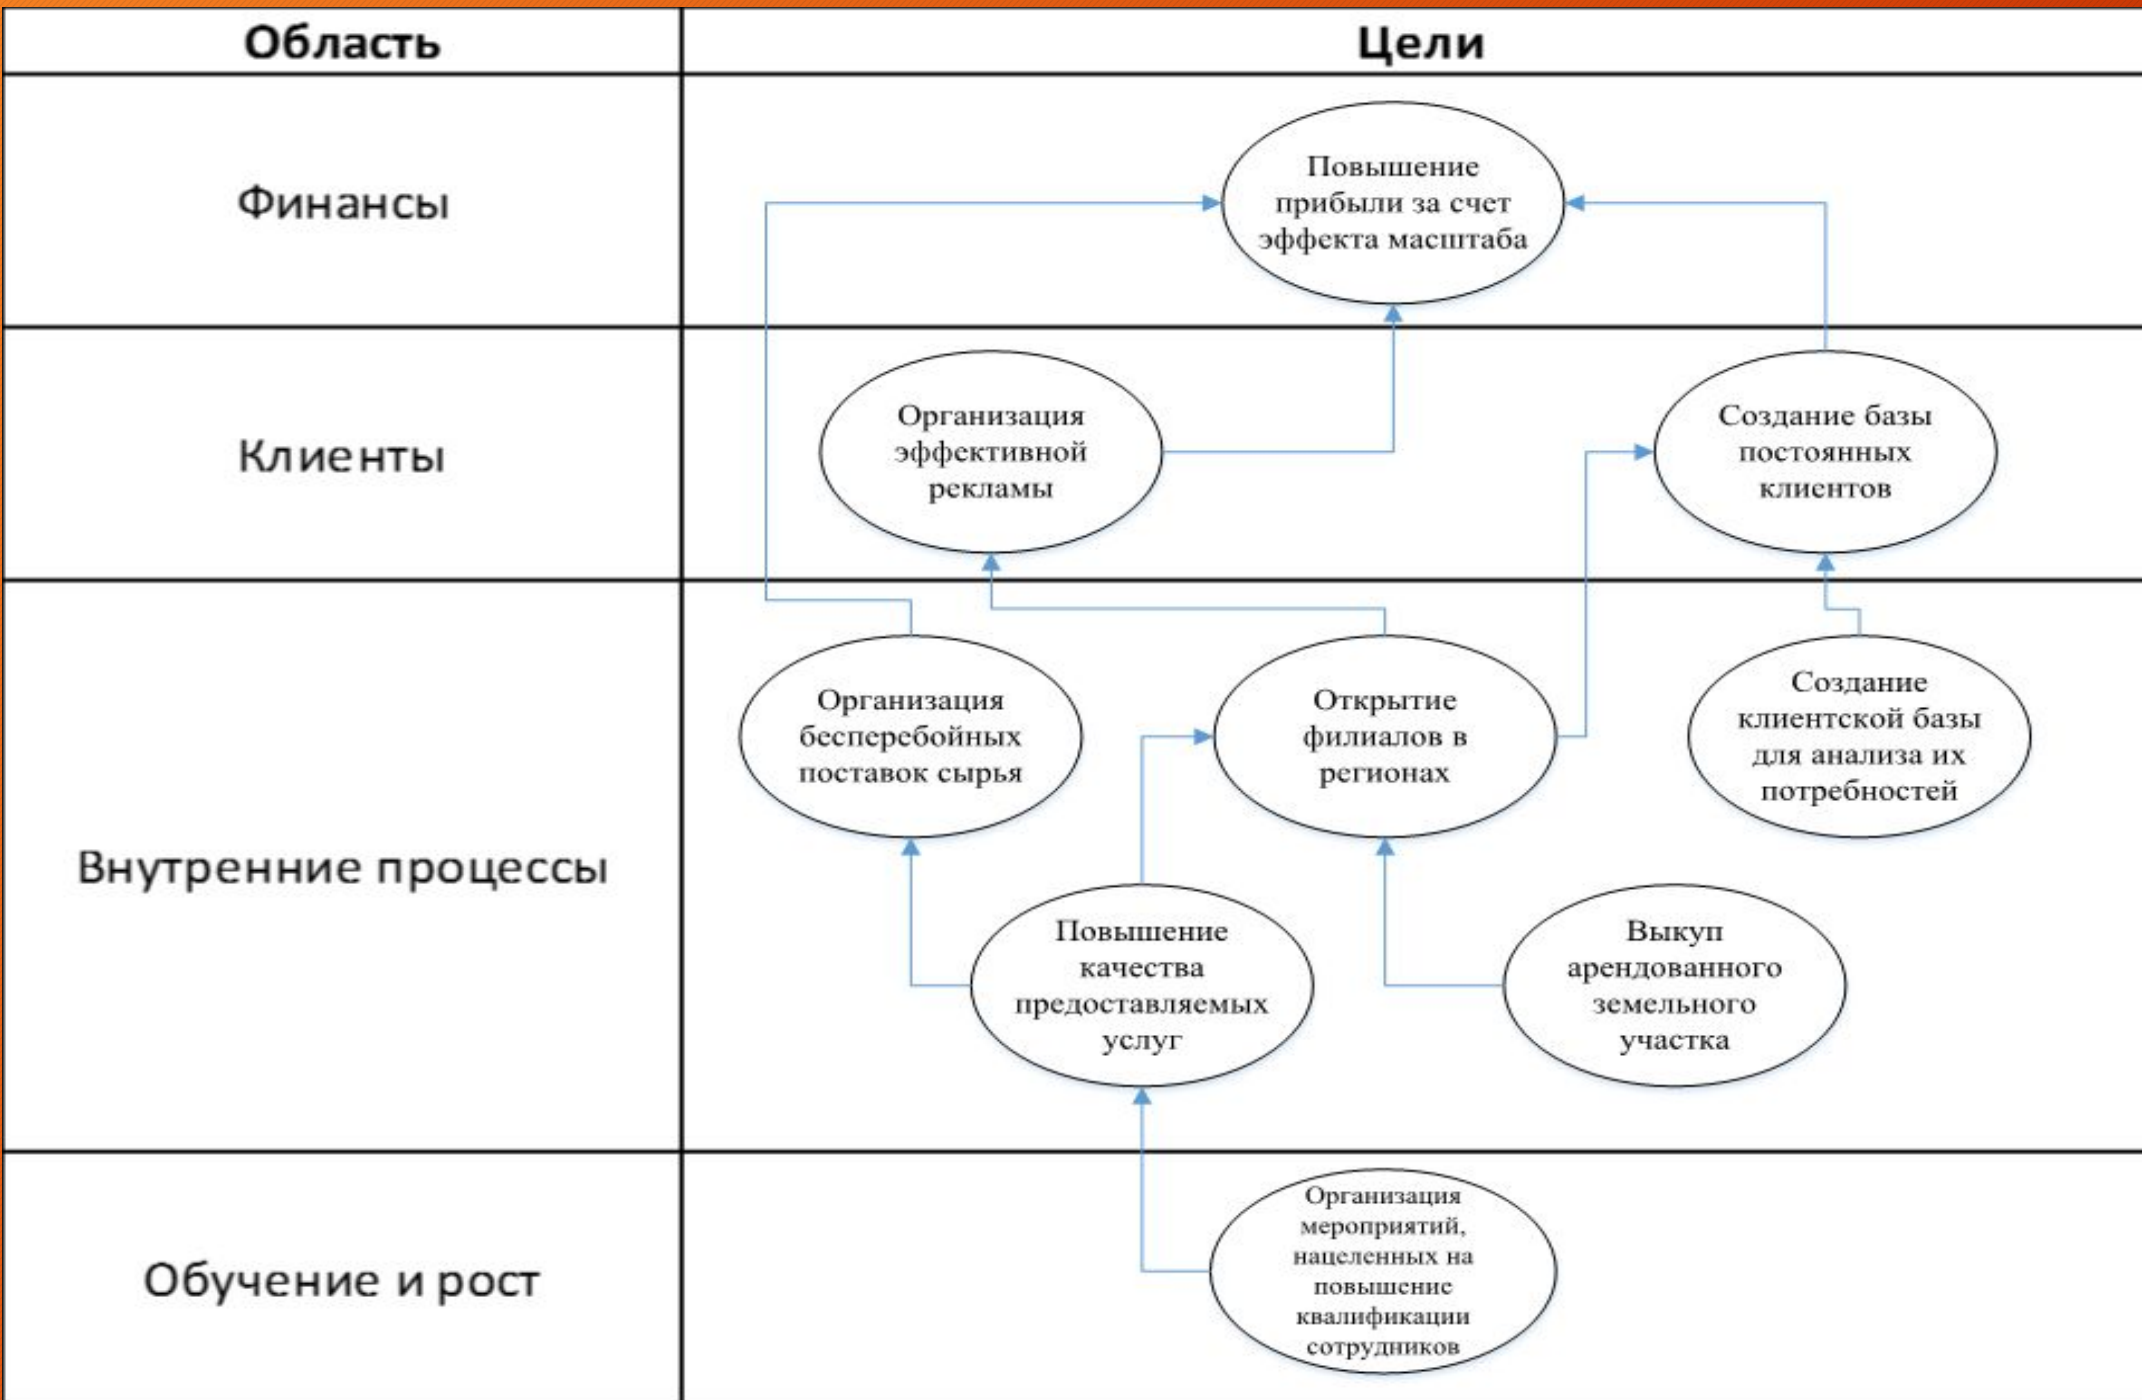 Область
Цели
Финансы
Повышение
прибыли за счет
эффекта масштаба
Клиенты
Организация
эффективной
рекламы
Создание базы
постоянных
клиентов
Внутренние процессы
Организация
бесперебойных
поставок сырья
Открытие
филиалов в
регионах
Создание
клиентской базы
для анализа их
потребностей
Повышение
качества
предоставляемых
услуг
Выкуп
арендованного
земельного
участка
Обучение и рост
Организация
мероприятий,
нацеленных на
повышение
квалификации
сотрудников